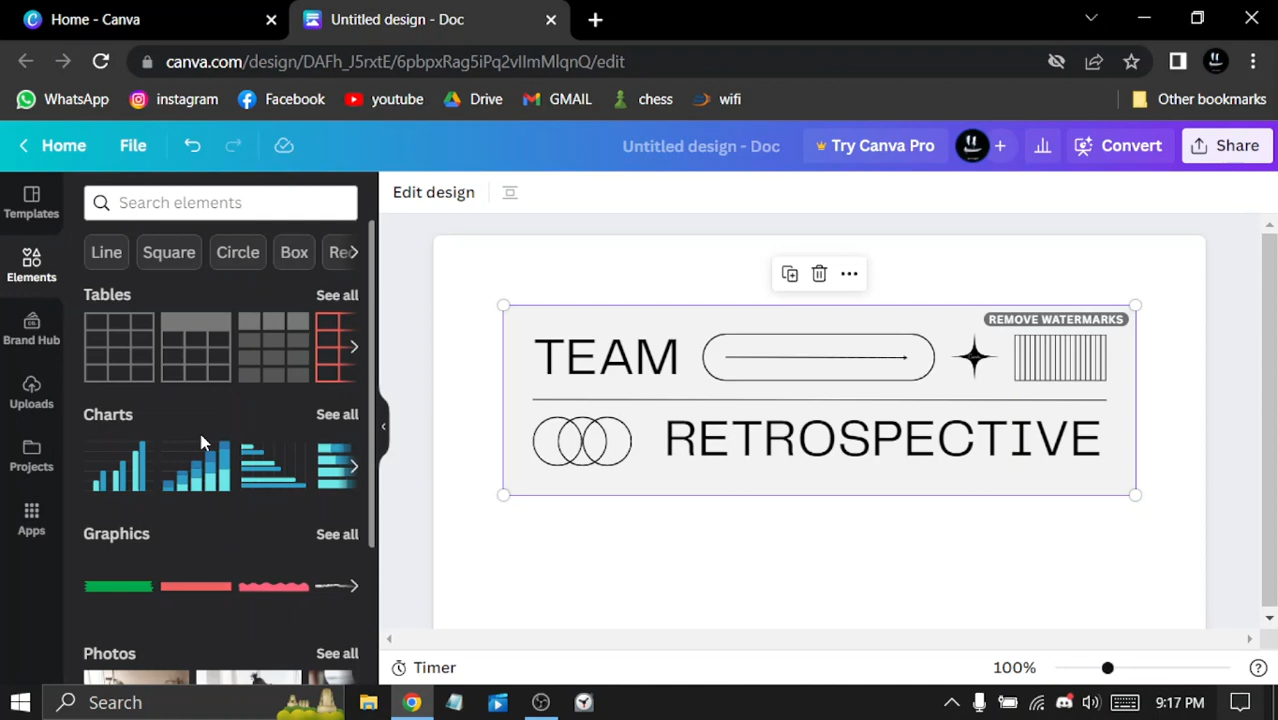 Home - Canva
Untitled design - Doc
canva.com/design/DAFh_J5rxtE/6pbpxRag5iPq2vIlmMlqnQ/edit
WhatsApp
instagram
Facebook
youtube
Drive
GMAIL
chess
wifi
Other bookmarks
Home
File
Untitled design - Doc
Try Canva Pro
Convert
Share
Templates
Elements
Brand Hub
Uploads
Projects
Apps
Search elements
Line
Square
Circle
Box
Tables
See all
Charts
See all
Graphics
See all
Photos
See all
Edit design
REMOVE WATERMARKS
TEAM
RETROSPECTIVE
Timer
100%
Search
9:17 PM